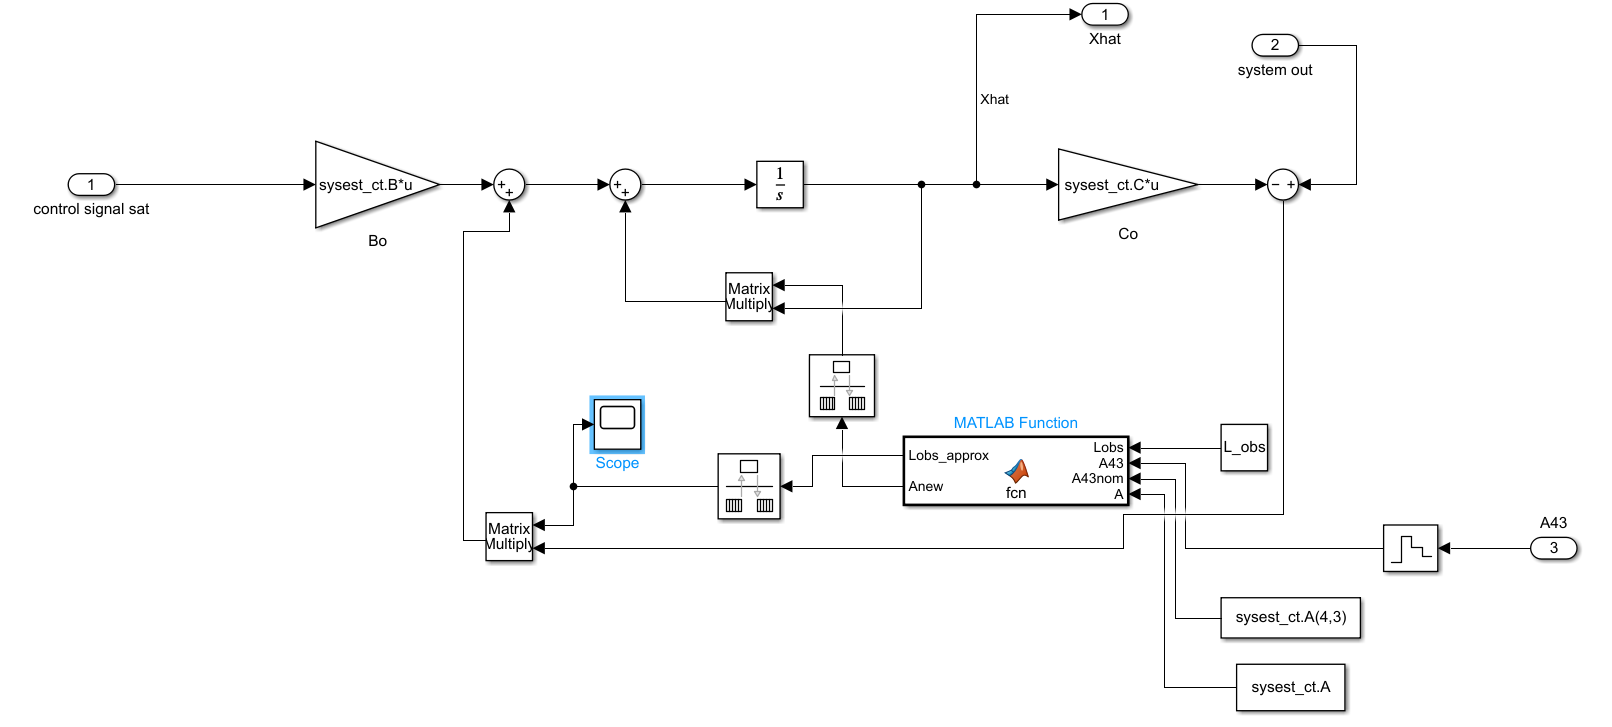 1
Xhat
2
system out
Xhat
1
control signal sat
sysest_ct.B*u
Bo
+
+
+
+
1
s
sysest_ct.C*u
Co
− +
Matrix
Multiply
Scope
MATLAB Function
Lobs_approx
Anew
fcn
Lobs
A43
A43nom
A
L_obs
Matrix
Multiply
A43
3
sysest_ct.A(4,3)
sysest_ct.A